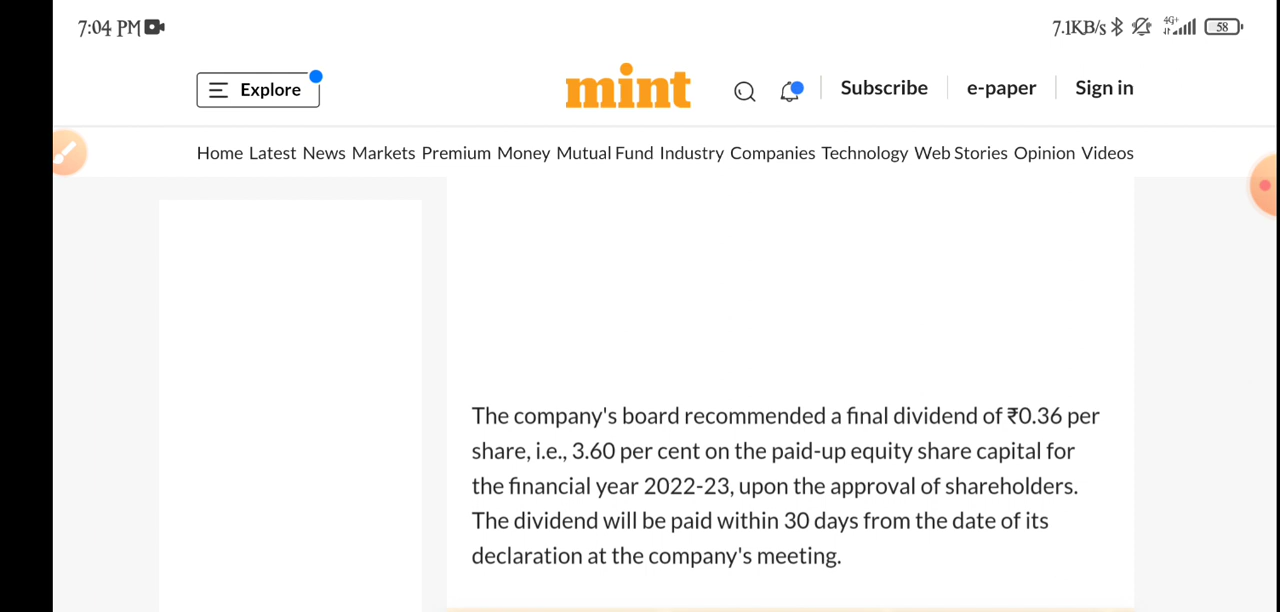 7:04 PM 7.1KB/s 4G+ 58
Explore mint Subscribe e-paper Sign in
Home Latest News Markets Premium Money Mutual Fund Industry Companies Technology Web Stories Opinion Videos
The company's board recommended a final dividend of ₹0.36 per
share, i.e., 3.60 per cent on the paid-up equity share capital for
the financial year 2022-23, upon the approval of shareholders.
The dividend will be paid within 30 days from the date of its
declaration at the company's meeting.